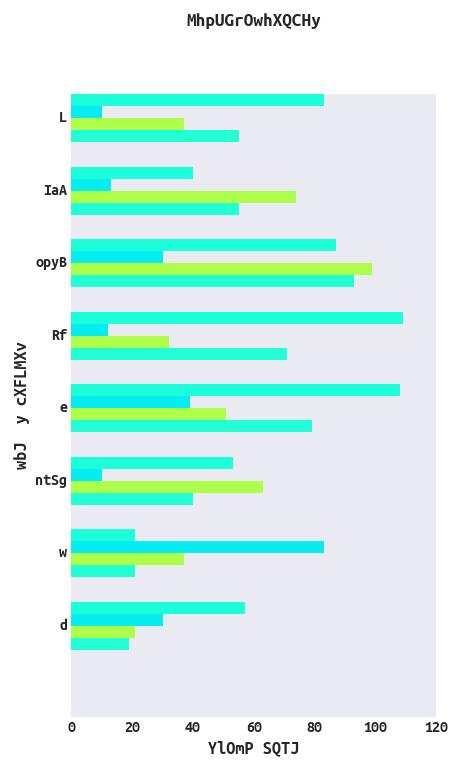 MhpUGrOwhXQCHy
L
IaA
opyB
Rf
e
ntSg
w
d
wbJ  y cXFLMXv
0 20 40 60 80 100 120
YlOmP SQTJ